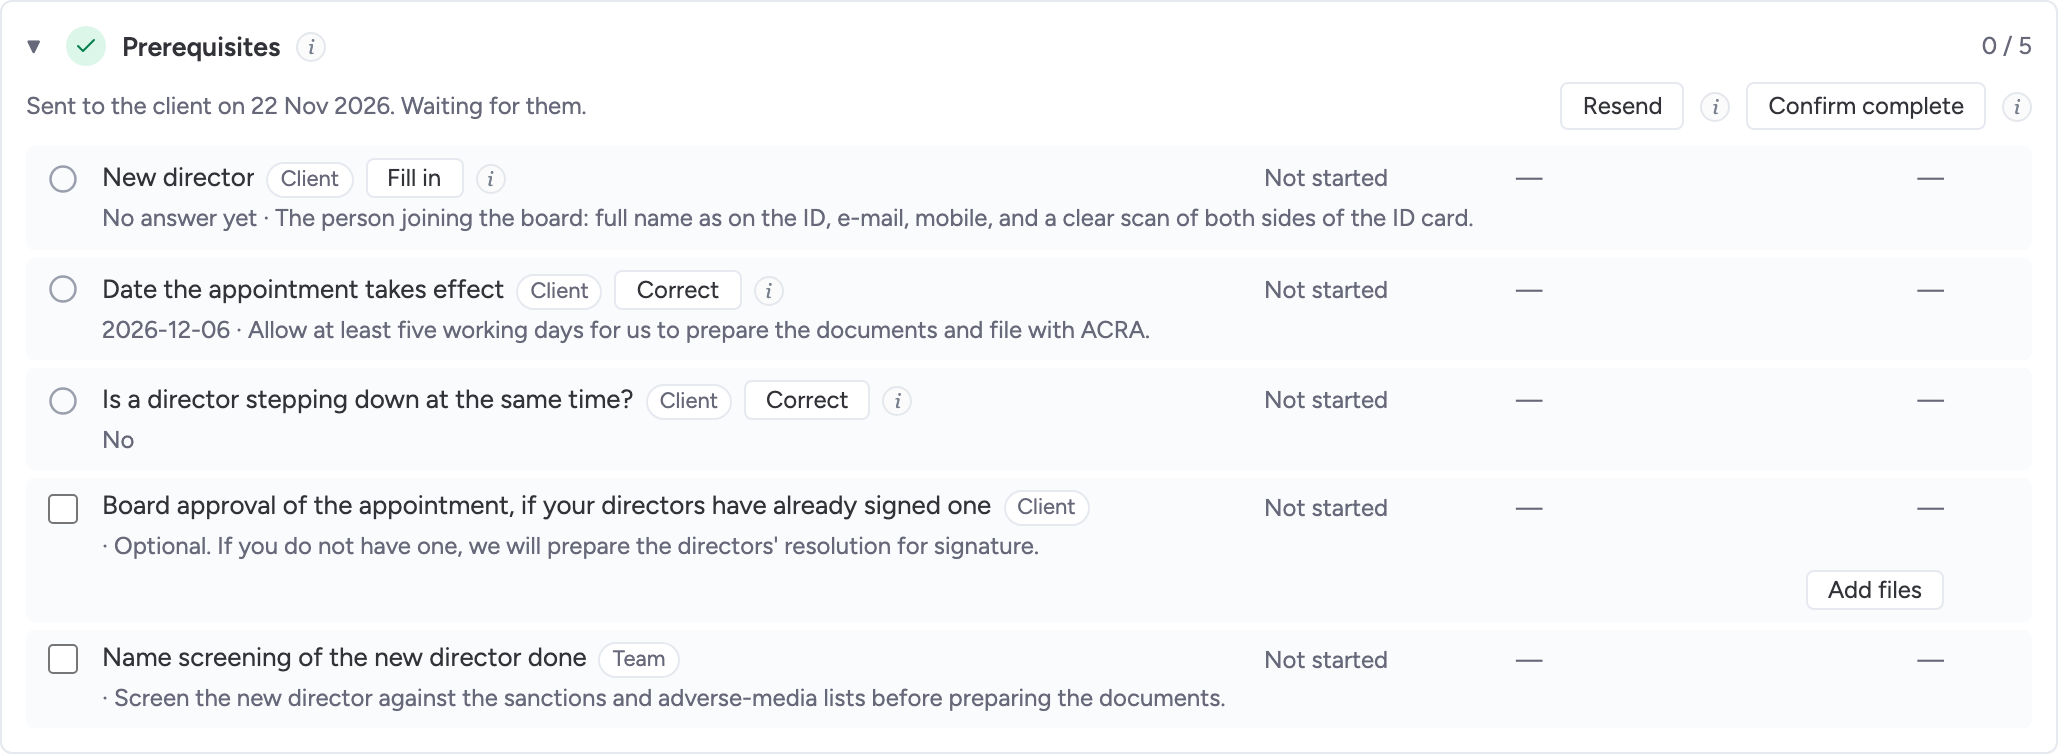 Prerequisites i 0 / 5
Sent to the client on 22 Nov 2026. Waiting for them. Resend i Confirm complete i
New director Client Fill in i Not started — —
No answer yet · The person joining the board: full name as on the ID, e-mail, mobile, and a clear scan of both sides of the ID card.
Date the appointment takes effect Client Correct i Not started — —
2026-12-06 · Allow at least five working days for us to prepare the documents and file with ACRA.
Is a director stepping down at the same time? Client Correct i Not started — —
No
Board approval of the appointment, if your directors have already signed one Client Not started — —
· Optional. If you do not have one, we will prepare the directors' resolution for signature.
Add files
Name screening of the new director done Team Not started — —
· Screen the new director against the sanctions and adverse-media lists before preparing the documents.